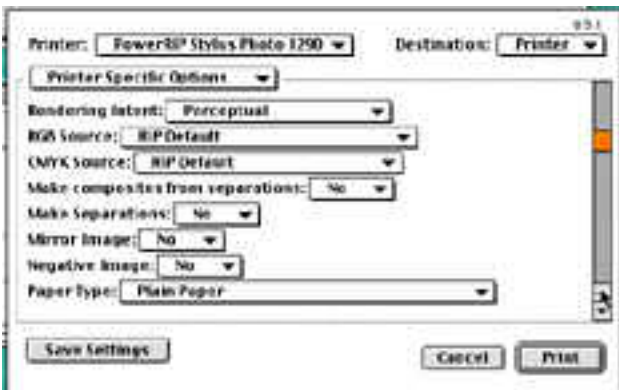 8.5.1
Printer: PowerRIP Stylus Photo 1290 Destination: Printer
Printer Specific Options
Rendering Intent: Perceptual
RGB Source: RIP Default
CMYK Source: RIP Default
Make composites from separations: No
Make Separations: No
Mirror Image: No
Negative Image: No
Paper Type: Plain Paper
Save Settings Cancel Print